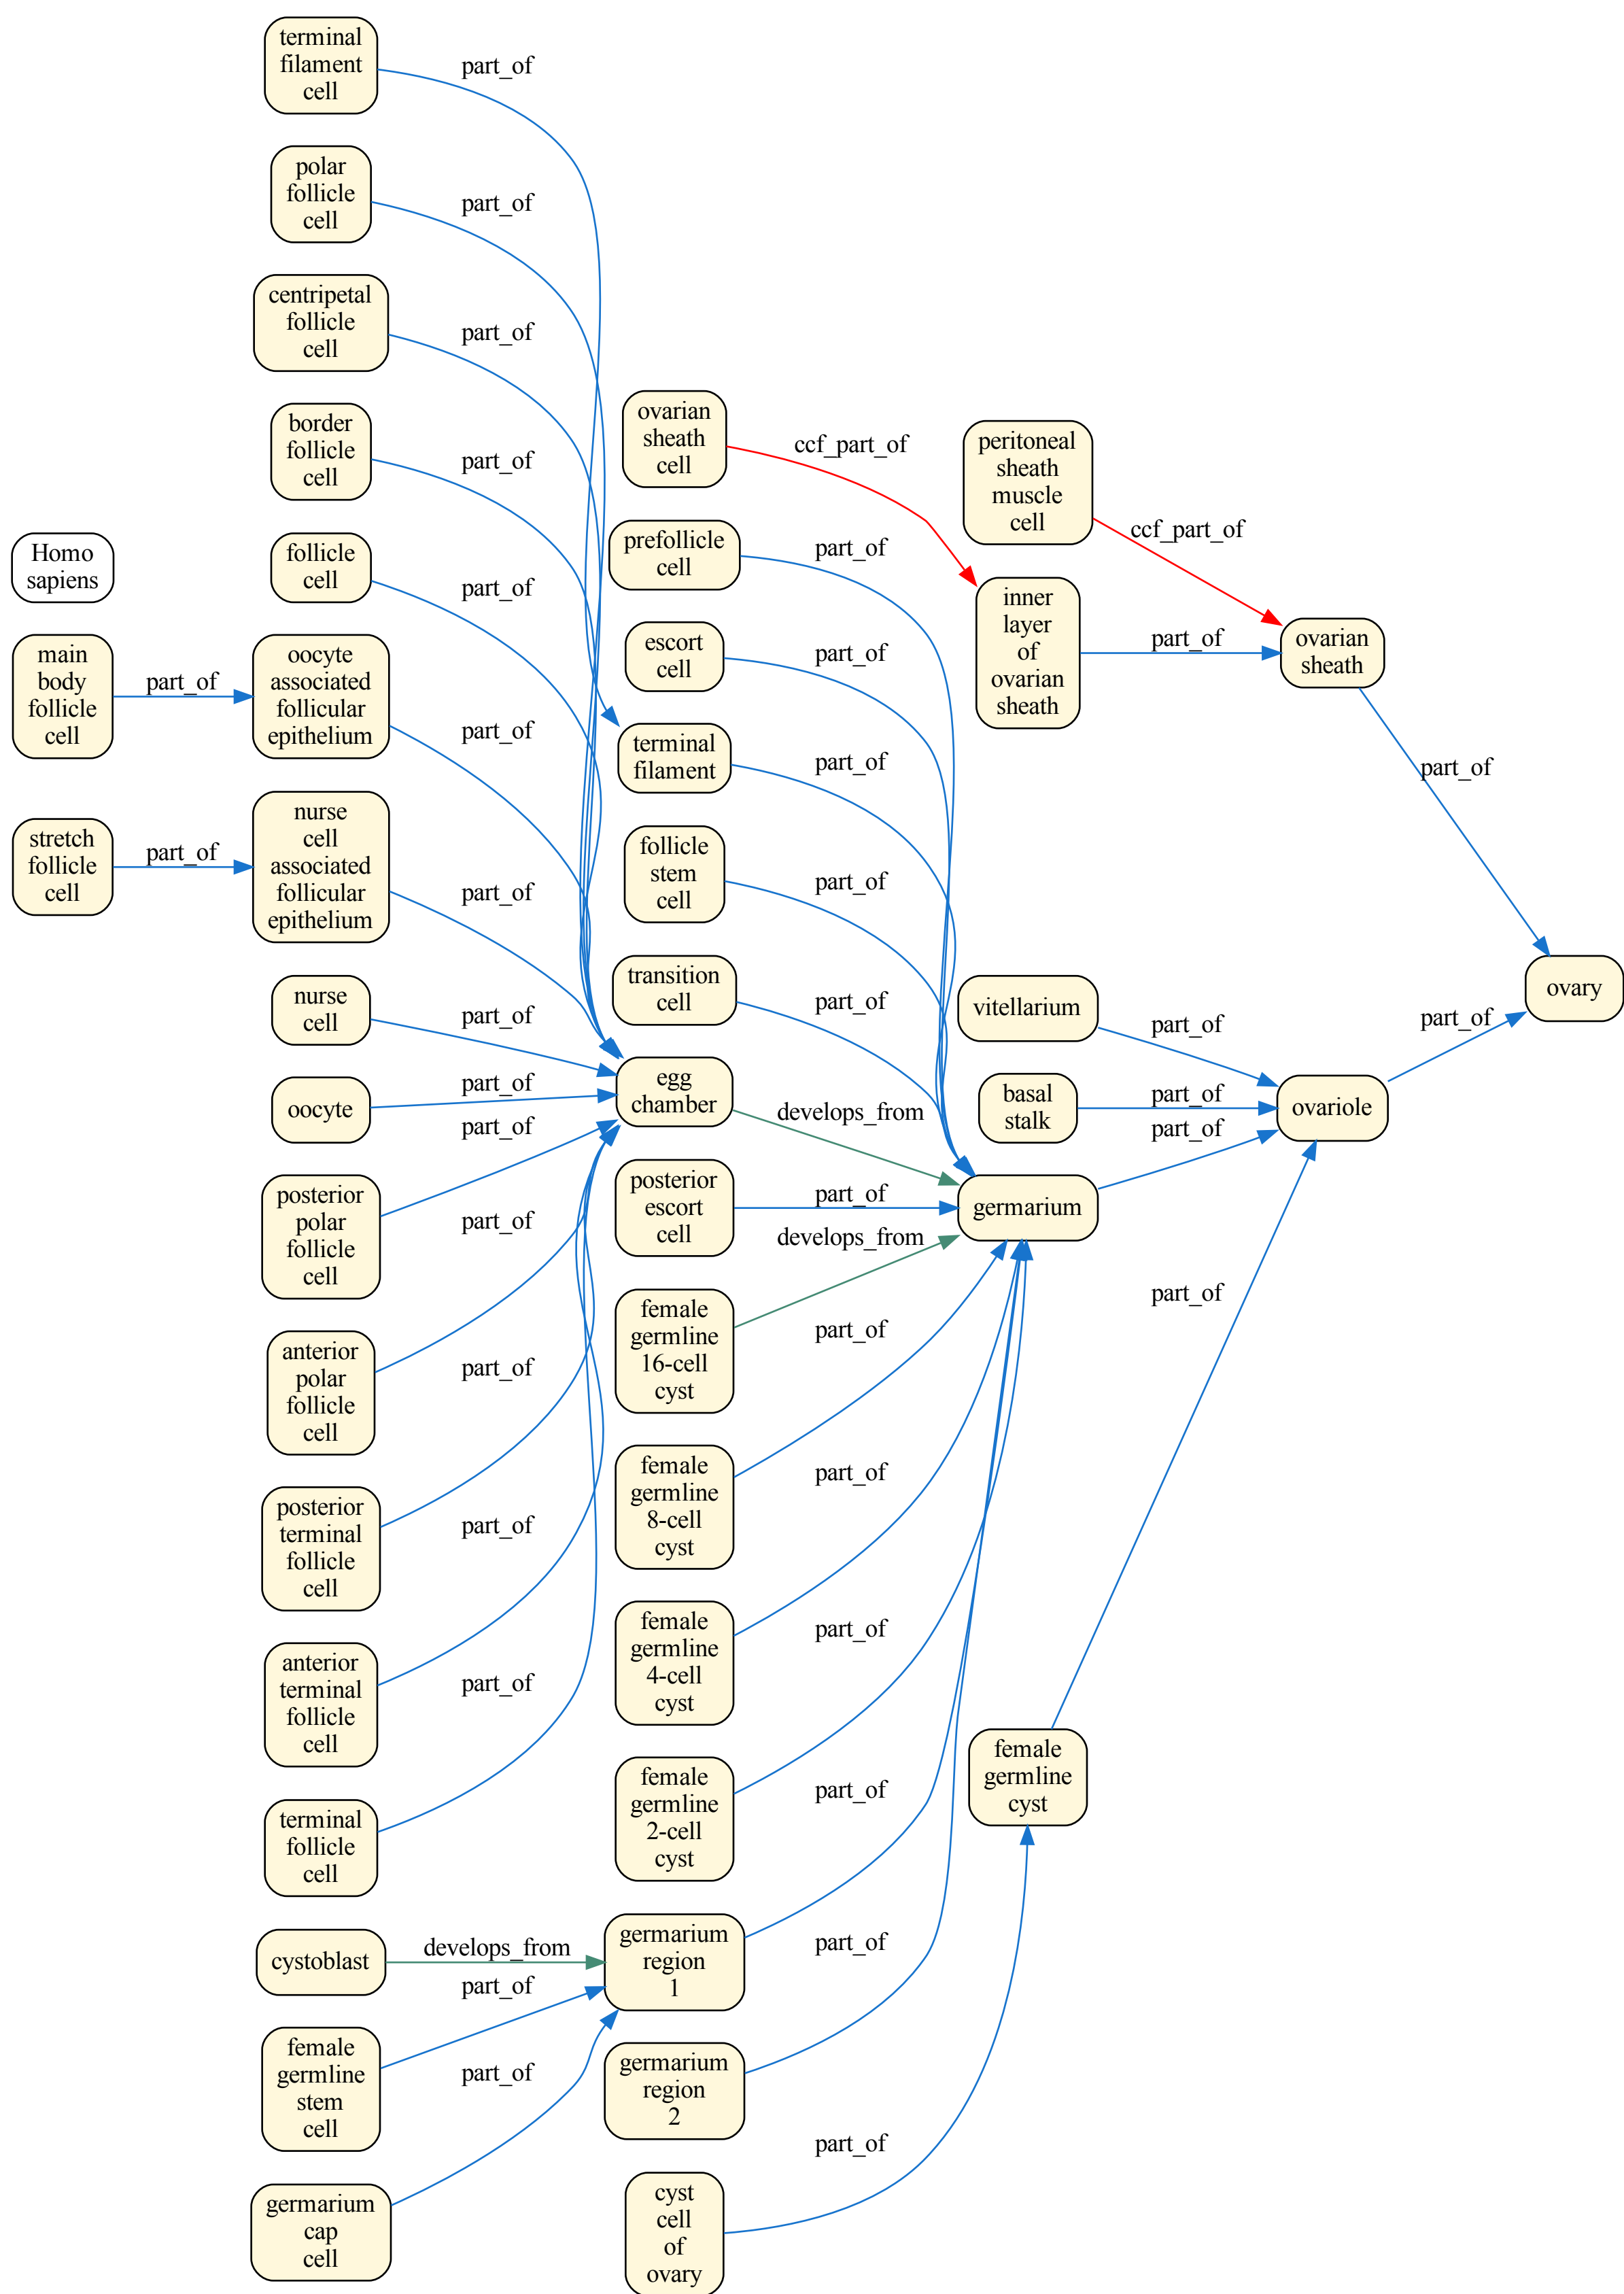 terminal
filament
cell
part_of
polar
follicle
cell
part_of
centripetal
follicle
cell
part_of
border
follicle
cell
part_of
ovarian
sheath
cell
ccf_part_of
peritoneal
sheath
muscle
cell
ccf_part_of
Homo
sapiens
follicle
cell
part_of
prefollicle
cell
part_of
inner
layer
of
ovarian
sheath
part_of
ovarian
sheath
part_of
main
body
follicle
cell
part_of
oocyte
associated
follicular
epithelium
part_of
escort
cell
part_of
terminal
filament
part_of
stretch
follicle
cell
part_of
nurse
cell
associated
follicular
epithelium
part_of
follicle
stem
cell
part_of
nurse
cell
part_of
transition
cell
part_of
vitellarium
part_of
ovary
oocyte
part_of
egg
chamber
develops_from
basal
stalk
part_of
ovariole
part_of
posterior
polar
follicle
cell
part_of
posterior
escort
cell
part_of
germarium
part_of
anterior
polar
follicle
cell
part_of
female
germline
16-cell
cyst
develops_from
posterior
terminal
follicle
cell
part_of
female
germline
8-cell
cyst
part_of
anterior
terminal
follicle
cell
part_of
female
germline
4-cell
cyst
part_of
terminal
follicle
cell
part_of
female
germline
2-cell
cyst
part_of
female
germline
cyst
part_of
cystoblast
develops_from
germarium
region
1
part_of
female
germline
stem
cell
part_of
germarium
region
2
part_of
germarium
cap
cell
part_of
cyst
cell
of
ovary
part_of